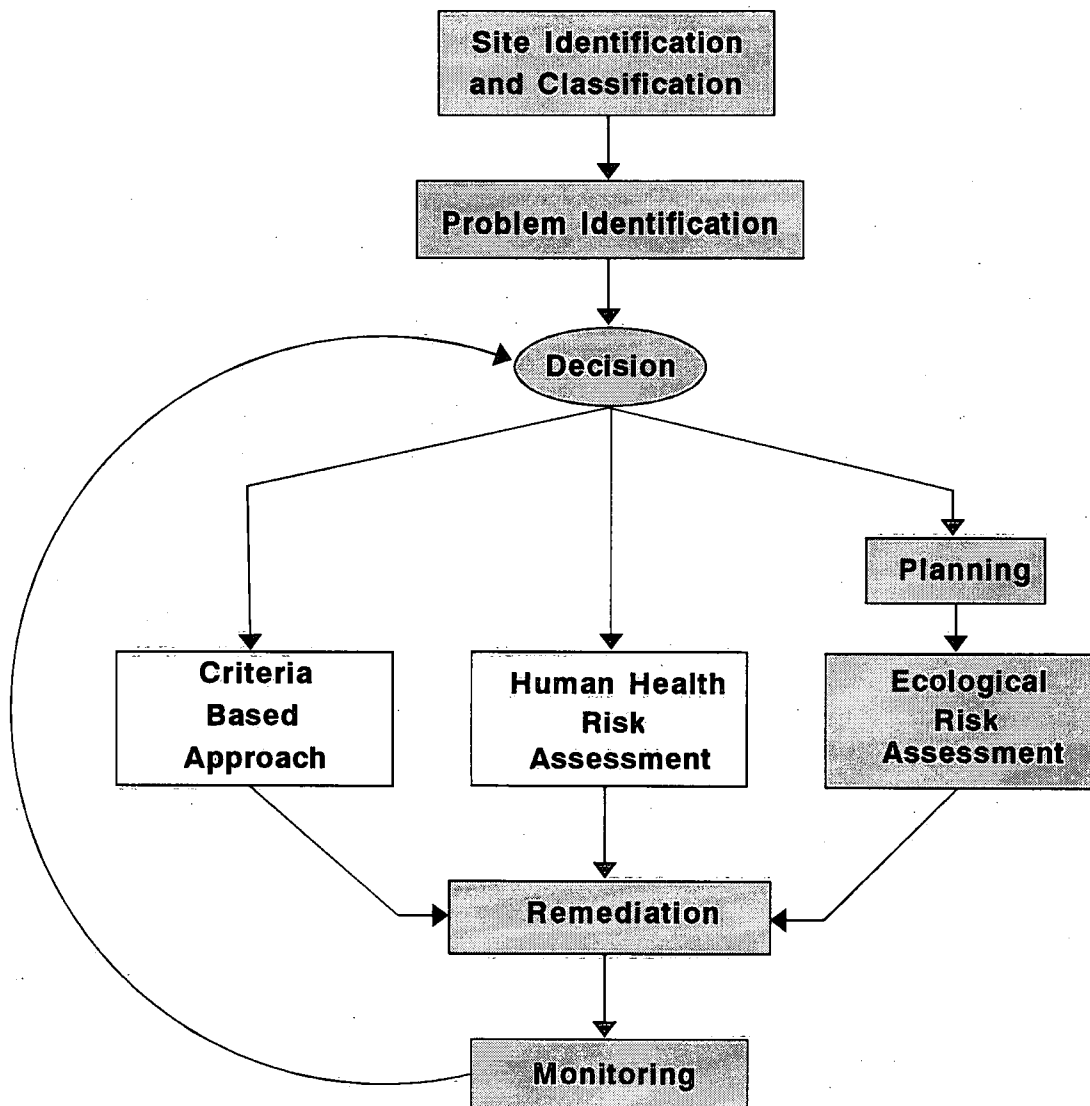 Site Identification
and Classification
Problem Identification
Decision
Planning
Criteria
Based
Approach
Human Health
Risk
Assessment
Ecological
Risk
Assessment
Remediation
Monitoring